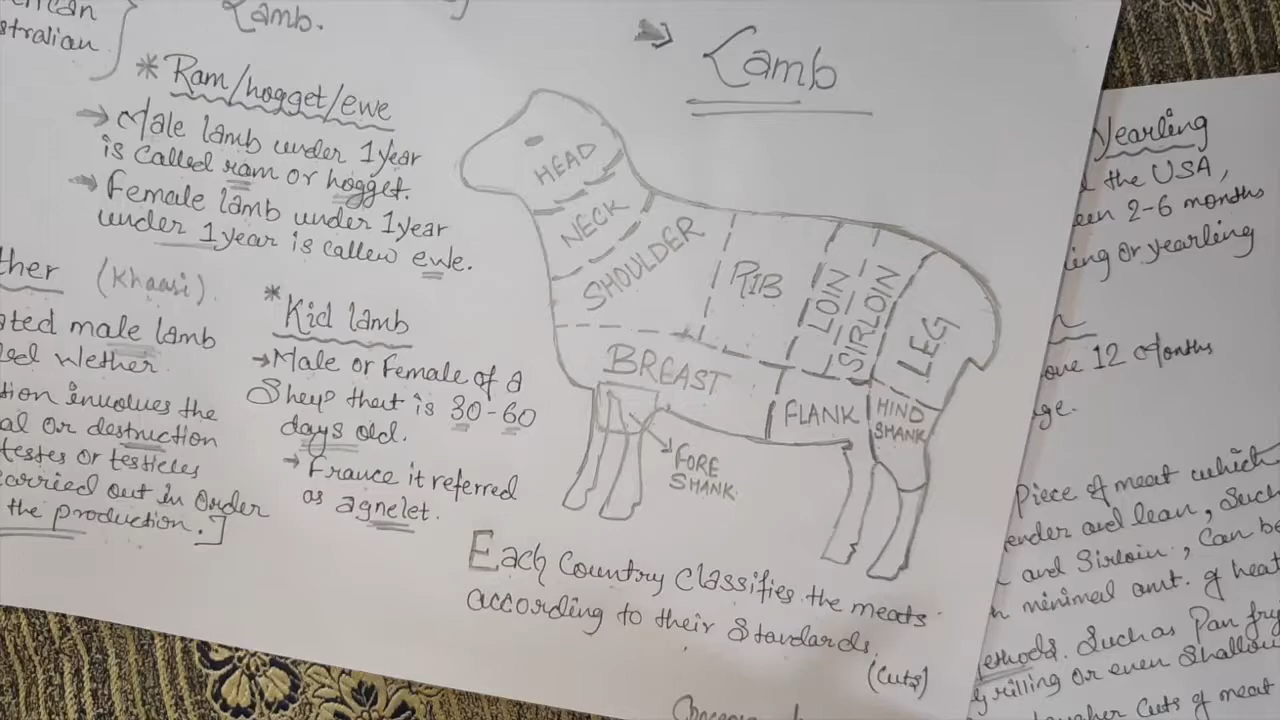 Lamb.
* Ram/hogget/ewe
→ Male lamb under 1 year
is called ram or hogget.
→ Female lamb under 1 year
under 1 year is callew ewe.
(Khaasi).
male lamb
Wether.
involves the
or destruction
testes or testicles
carried out in order
the production.]
* Kid lamb
→ Male or Female of a
Sheep that is 30-60
days old.
→ France it referred
as agnelet.
→ Lamb
HEAD
NECK
SHOULDER
RIB
LOIN
SIRLOIN
LEG
BREAST
FLANK
HIND
SHANK
FORE
SHANK.
Each Country Classifies the meats
according to their Standards.
(Cuts)
Yearling
the USA,
2-6 months
or yearling
12 Months
Piece of meat which
and lean, Such
and Sirloin, Can be
minimal amt. of heat
Such as Pan fry
or even Shallow
Cuts of meat